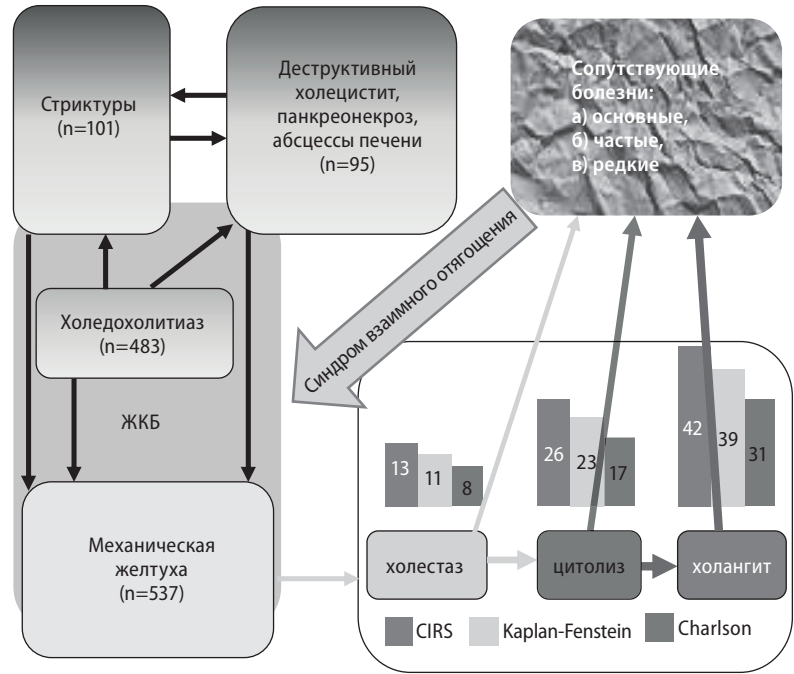 Стриктуры
(n=101)
Деструктивный
холецистит,
панкреонекроз,
абсцессы печени
(n=95)
Сопутствующие
болезни:
а) основные,
б) частые,
в) редкие
Синдром взаимного отягощения
Холедохолитиаз
(n=483)
ЖКБ
Механическая
желтуха
(n=537)
13
11
8
26
23
17
42
39
31
холестаз
цитолиз
холангит
CIRS
Kaplan-Fenstein
Charlson